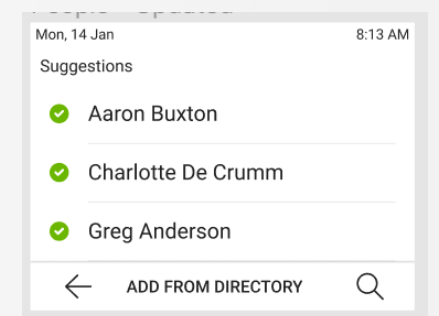 Mon, 14 Jan 8:13 AM
Suggestions
Aaron Buxton
Charlotte De Crumm
Greg Anderson
ADD FROM DIRECTORY